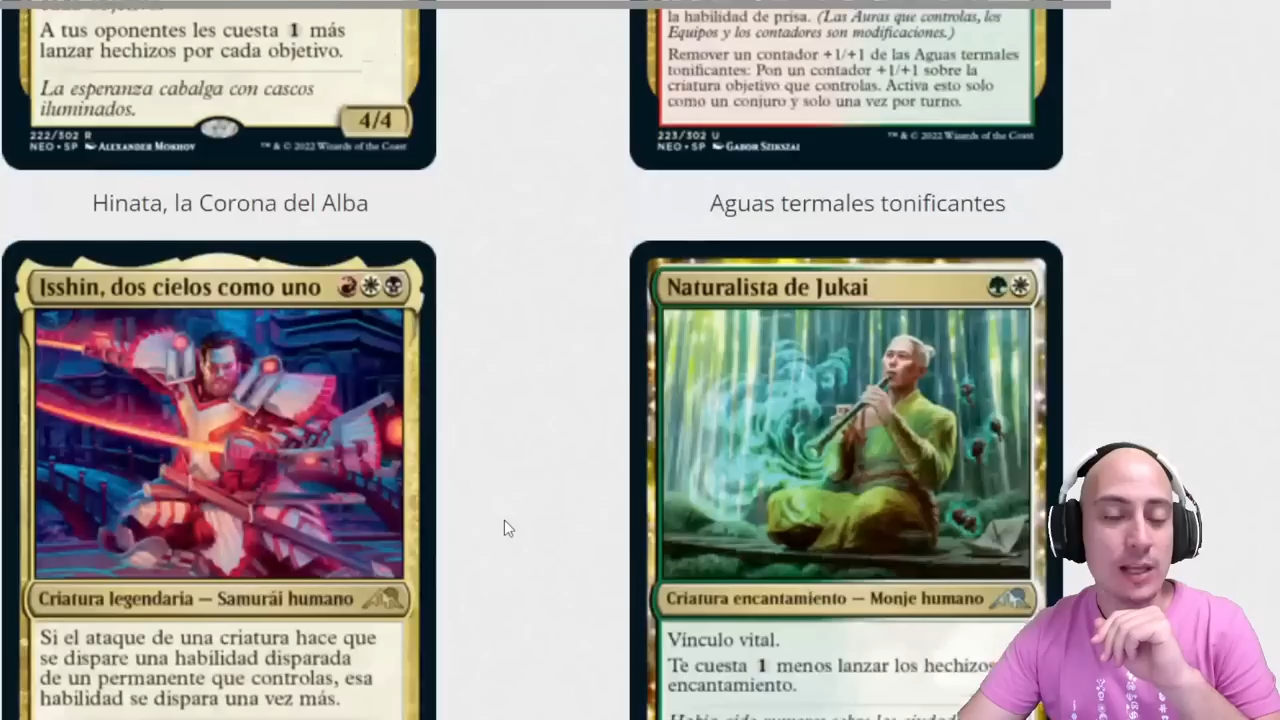 A tus oponentes les cuesta 1 más
lanzar hechizos por cada objetivo.
La esperanza cabalga con cascos
iluminados.
4/4
222/302 R
NEO • SP ALEXANDER MOKHOV
™ & © 2022 Wizards of the Coast
Hinata, la Corona del Alba
la habilidad de prisa. (Las Auras que controlas, los
Equipos y los contadores son modificaciones.)
Remover un contador +1/+1 de las Aguas termales
tonificantes: Pon un contador +1/+1 sobre la
criatura objetivo que controlas. Activa esto solo
como un conjuro y solo una vez por turno.
223/302 U
NEO • SP GABOR SZIKSZAI
™ & © 2022 Wizards of the Coast
Aguas termales tonificantes
Isshin, dos cielos como uno
Criatura legendaria — Samurái humano
Si el ataque de una criatura hace que
se dispare una habilidad disparada
de un permanente que controlas, esa
habilidad se dispara una vez más.
Naturalista de Jukai
Criatura encantamiento — Monje humano
Vínculo vital.
Te cuesta 1 menos lanzar los hechizos
encantamiento.